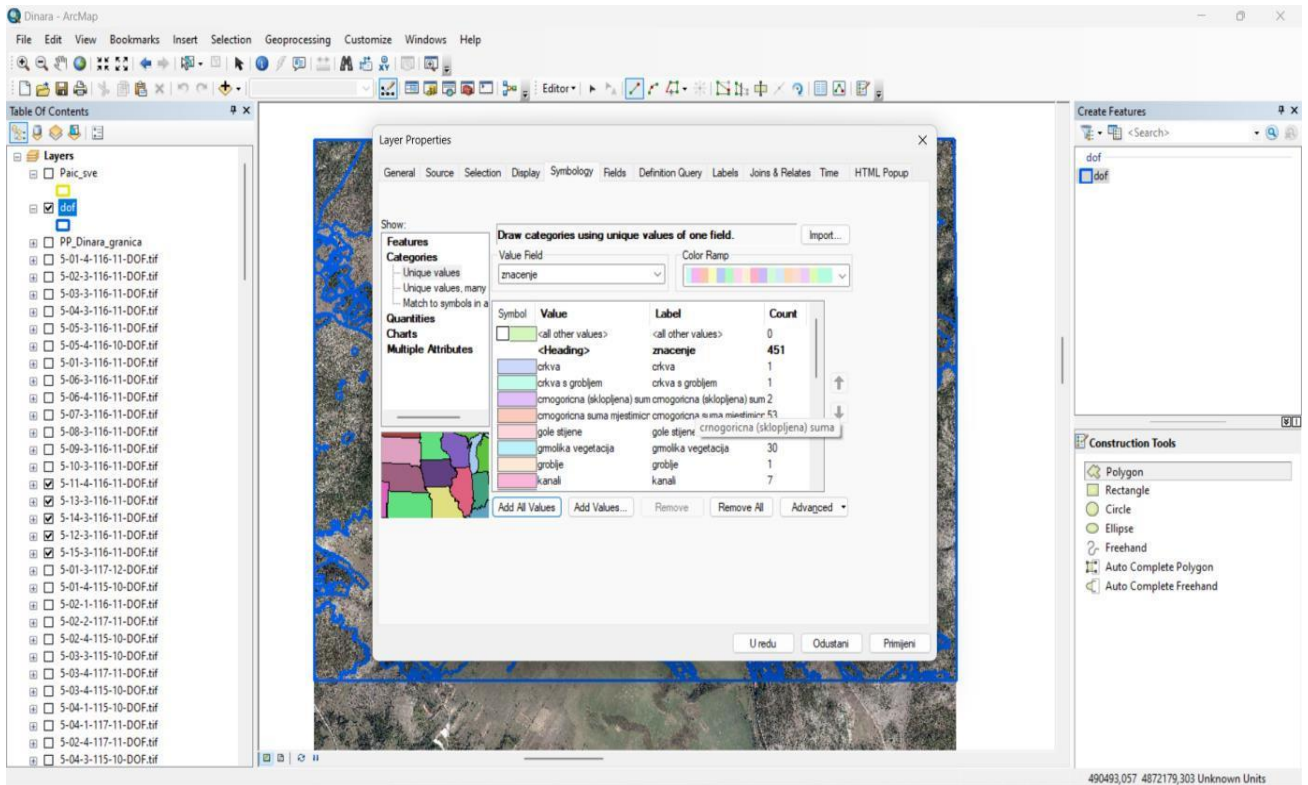 Dinara - ArcMap
File Edit View Bookmarks Insert Selection Geoprocessing Customize Windows Help
Editor
Table Of Contents
Layers
Paic_sve
dof
PP_Dinara_granica
5-01-4-116-11-DOF.tif
5-02-3-116-11-DOF.tif
5-03-3-116-11-DOF.tif
5-04-3-116-11-DOF.tif
5-05-3-116-11-DOF.tif
5-05-4-116-10-DOF.tif
5-01-3-116-11-DOF.tif
5-06-3-116-11-DOF.tif
5-06-4-116-11-DOF.tif
5-07-3-116-11-DOF.tif
5-08-3-116-11-DOF.tif
5-09-3-116-11-DOF.tif
5-10-3-116-11-DOF.tif
5-11-4-116-11-DOF.tif
5-13-3-116-11-DOF.tif
5-14-3-116-11-DOF.tif
5-12-3-116-11-DOF.tif
5-15-3-116-11-DOF.tif
5-01-3-117-12-DOF.tif
5-01-4-115-10-DOF.tif
5-02-1-116-11-DOF.tif
5-02-2-117-11-DOF.tif
5-02-4-115-10-DOF.tif
5-03-3-115-10-DOF.tif
5-03-4-117-11-DOF.tif
5-03-4-115-10-DOF.tif
5-04-1-115-10-DOF.tif
5-04-1-117-11-DOF.tif
5-02-4-117-11-DOF.tif
5-04-3-115-10-DOF.tif
Layer Properties
General Source Selection Display Symbology Fields Definition Query Labels Joins & Relates Time HTML Popup
Show:
Features
Categories
Unique values
Unique values, many
Match to symbols in a
Quantities
Charts
Multiple Attributes
Draw categories using unique values of one field.
Import...
Value Field
Color Ramp
znacenje
Symbol Value Label Count
<all other values> <all other values> 0
<Heading> znacenje 451
crkva crkva 1
crkva s grobljem crkva s grobljem 1
crnogoricna (sklopljena) sum crnogoricna (sklopljena) sum 2
crnogoricna suma mjestimicr crnogoricna suma mjestimicr 53
gole stijene gole stijene
crnogoricna (sklopljena) suma
grmolika vegetacija grmolika vegetacija 30
groblje groblje 1
kanali kanali 7
Add All Values Add Values... Remove Remove All Advanced
U redu Odustani Primijeni
Create Features
<Search>
dof
dof
Construction Tools
Polygon
Rectangle
Circle
Ellipse
Freehand
Auto Complete Polygon
Auto Complete Freehand
490493,057 4872179,303 Unknown Units